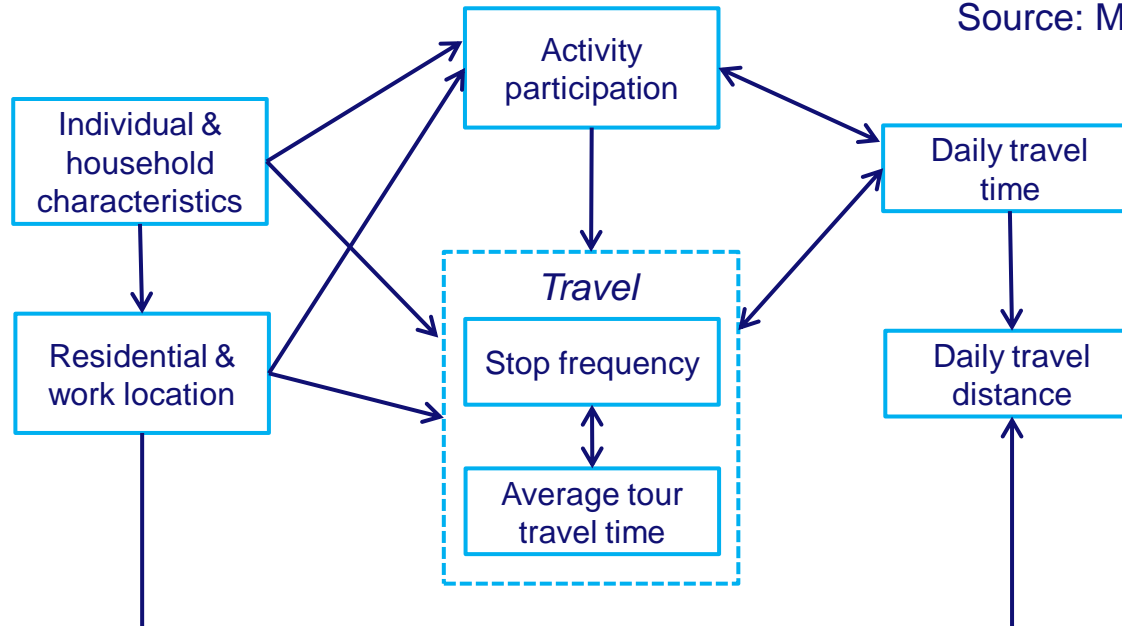 Source: M
Activity
participation
Individual &
household
characteristics
Daily travel
time
Travel
Residential &
work location
Stop frequency
Daily travel
distance
Average tour
travel time